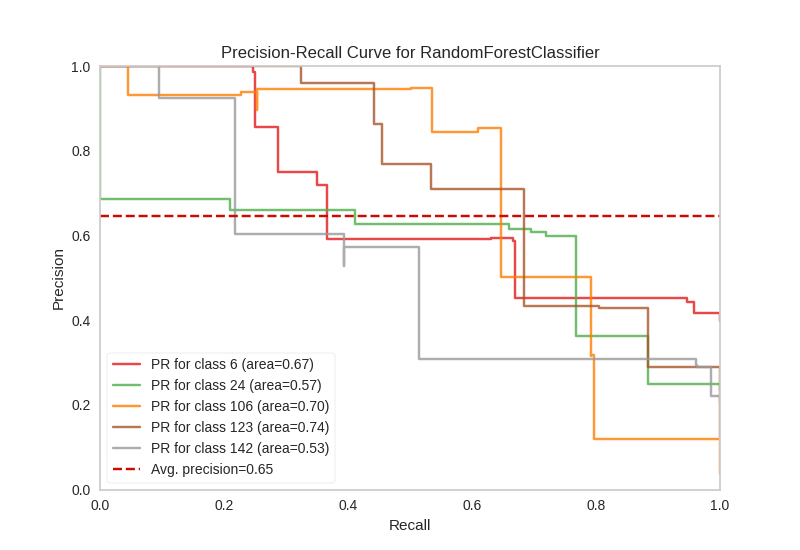 Precision-Recall Curve for RandomForestClassifier
1.0
0.8
0.6
0.4
0.2
0.0
Precision
PR for class 6 (area=0.67)
PR for class 24 (area=0.57)
PR for class 106 (area=0.70)
PR for class 123 (area=0.74)
PR for class 142 (area=0.53)
Avg. precision=0.65
0.0 0.2 0.4 0.6 0.8 1.0
Recall